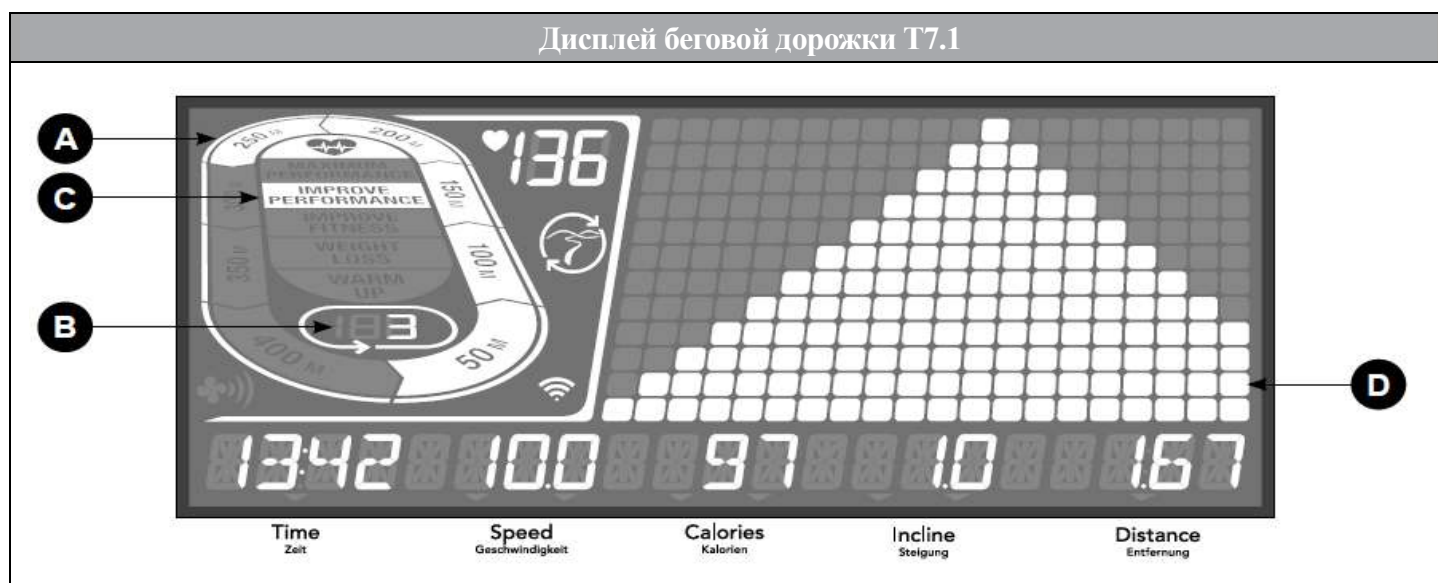 Дисплей беговой дорожки T7.1
A
250 M
200 M
136
C
MAXIMUM
PERFORMANCE
IMPROVE
PERFORMANCE
150 M
IMPROVE
FITNESS
350 M
WEIGHT
LOSS
100 M
WARM
UP
B
3
400 M
50 M
D
13:42 10.0 97 1.0 1.67
Time Speed Calories Incline Distance
Zeit Geschwindigkeit Kalorien Steigung Entfernung